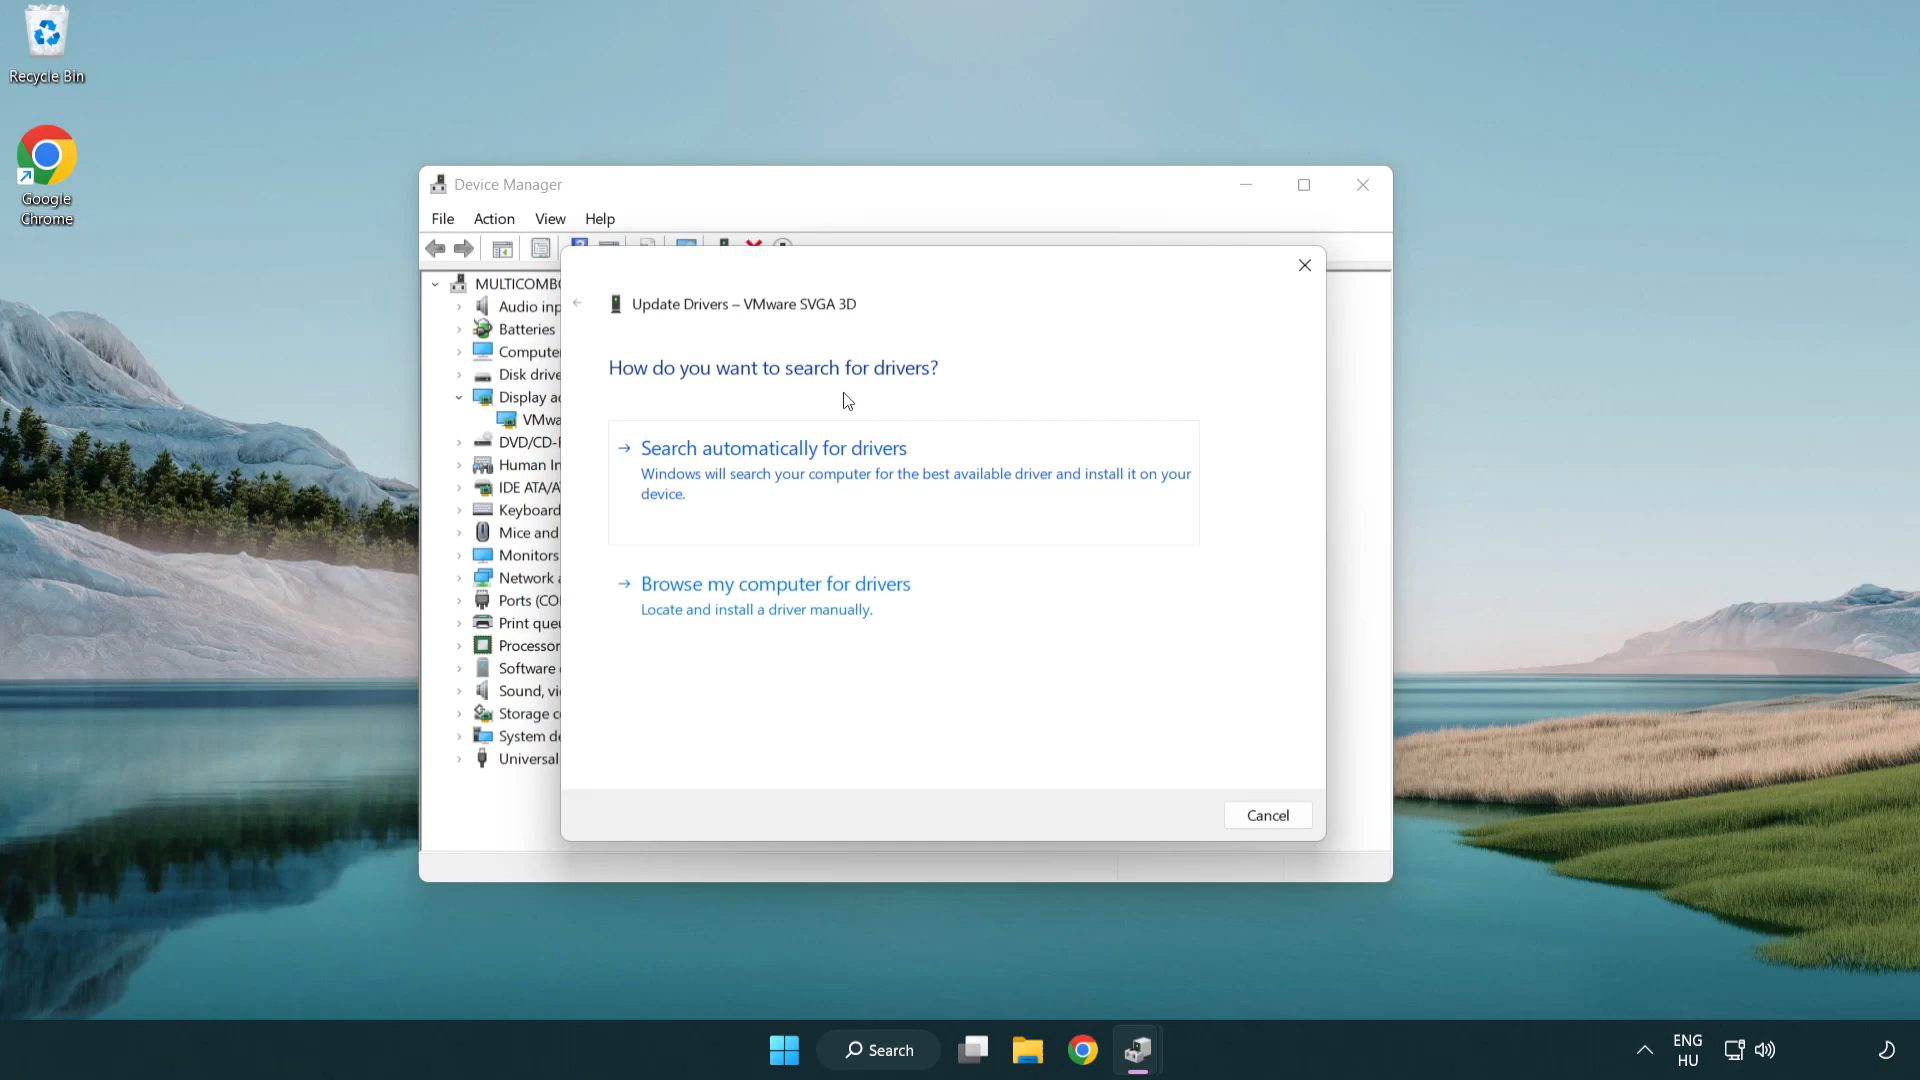 Recycle Bin
Google
Chrome
Device Manager
File Action View Help
MULTICOMBO
Audio inp
Batteries
Compute
Disk drive
Display a
VMwa
DVD/CD-R
Human In
IDE ATA/A
Keyboard
Mice and
Monitors
Network a
Ports (CO
Print que
Processor
Software
Sound, vi
Storage c
System de
Universal
Update Drivers – VMware SVGA 3D
How do you want to search for drivers?
Search automatically for drivers
Windows will search your computer for the best available driver and install it on your
device.
Browse my computer for drivers
Locate and install a driver manually.
Cancel
Search
ENG
HU